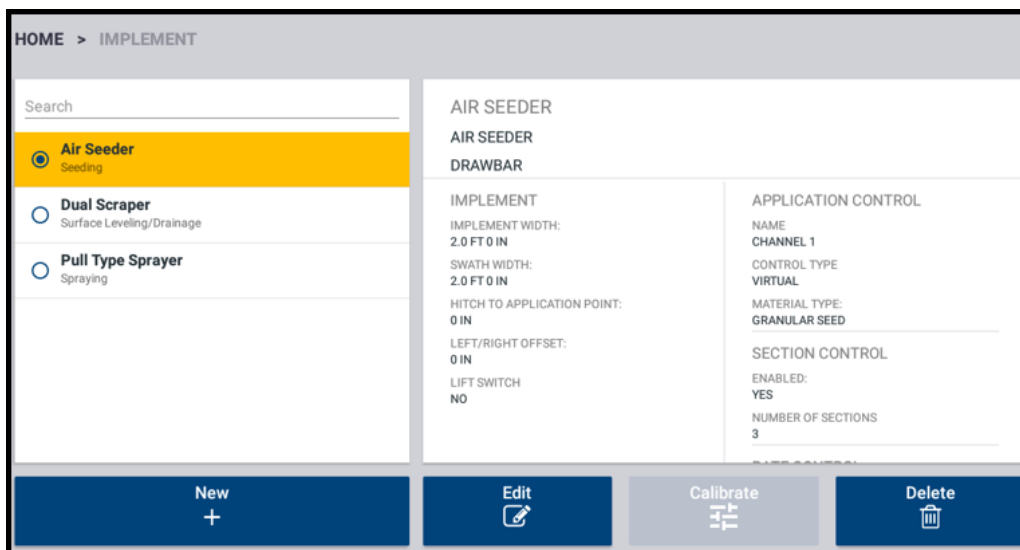 HOME > IMPLEMENT
Search
Air Seeder
Seeding
Dual Scraper
Surface Leveling/Drainage
Pull Type Sprayer
Spraying
AIR SEEDER
AIR SEEDER
DRAWBAR
IMPLEMENT
IMPLEMENT WIDTH:
2.0 FT 0 IN
SWATH WIDTH:
2.0 FT 0 IN
HITCH TO APPLICATION POINT:
0 IN
LEFT/RIGHT OFFSET:
0 IN
LIFT SWITCH
NO
APPLICATION CONTROL
NAME
CHANNEL 1
CONTROL TYPE
VIRTUAL
MATERIAL TYPE:
GRANULAR SEED
SECTION CONTROL
ENABLED:
YES
NUMBER OF SECTIONS
3
RATE CONTROL
New
Edit
Calibrate
Delete